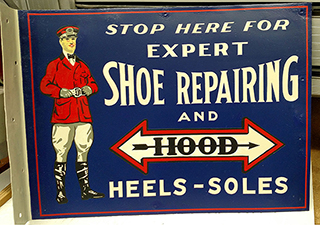 STOP HERE FOR
EXPERT
SHOE REPAIRING
AND
HOOD
HEELS-SOLES